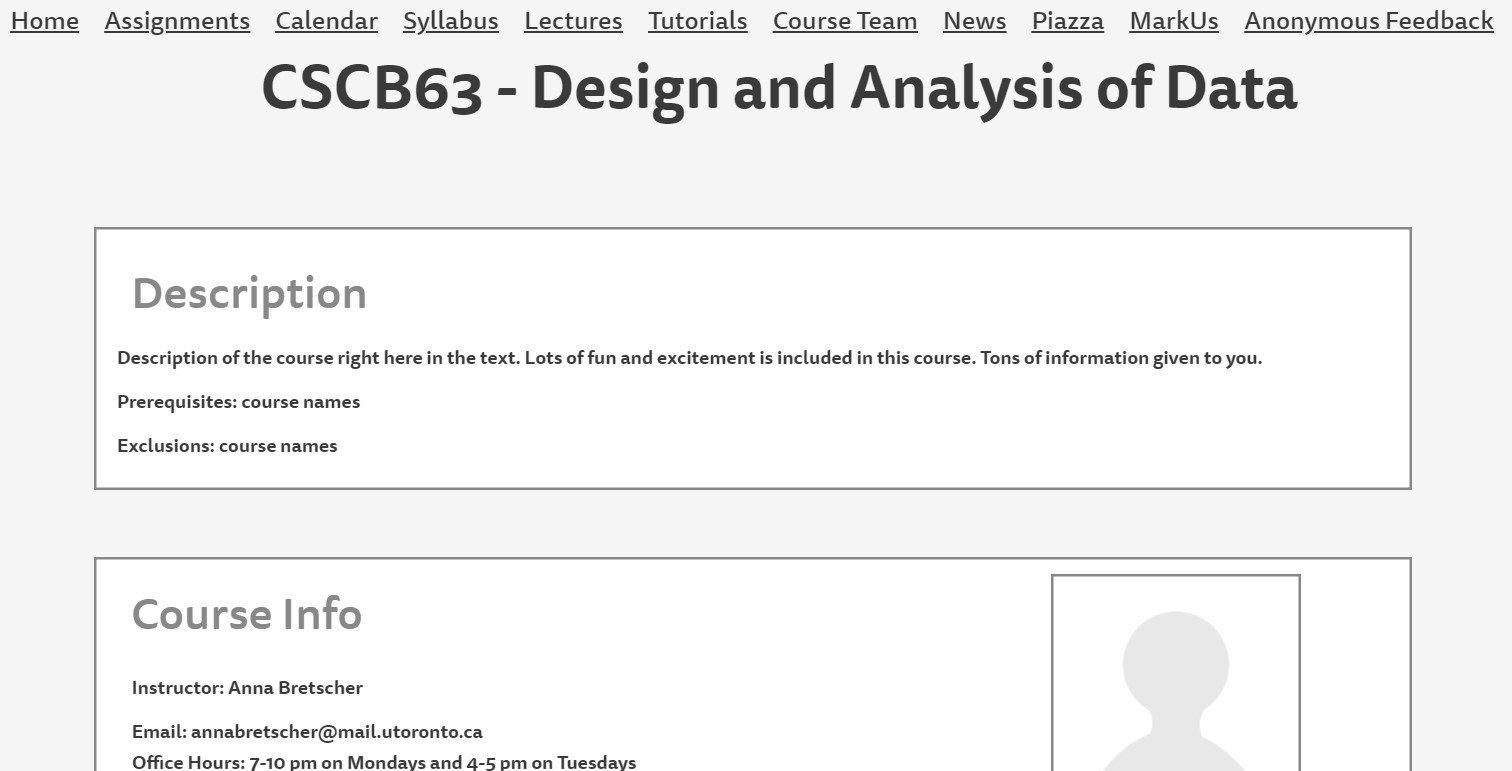 Home Assignments Calendar Syllabus Lectures Tutorials Course Team News Piazza MarkUs Anonymous Feedback
CSCB63 - Design and Analysis of Data
Description
Description of the course right here in the text. Lots of fun and excitement is included in this course. Tons of information given to you.
Prerequisites: course names
Exclusions: course names
Course Info
Instructor: Anna Bretscher
Email: annabretscher@mail.utoronto.ca
Office Hours: 7-10 pm on Mondays and 4-5 pm on Tuesdays